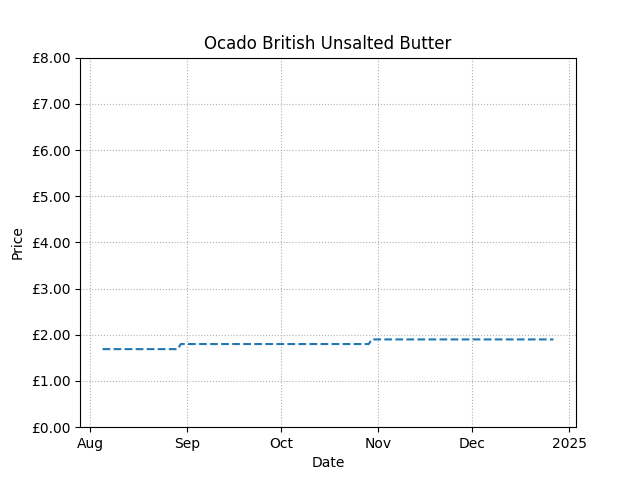 Ocado British Unsalted Butter
£8.00
£7.00
£6.00
£5.00
£4.00
£3.00
£2.00
£1.00
£0.00
Price
Aug Sep Oct Nov Dec 2025
Date